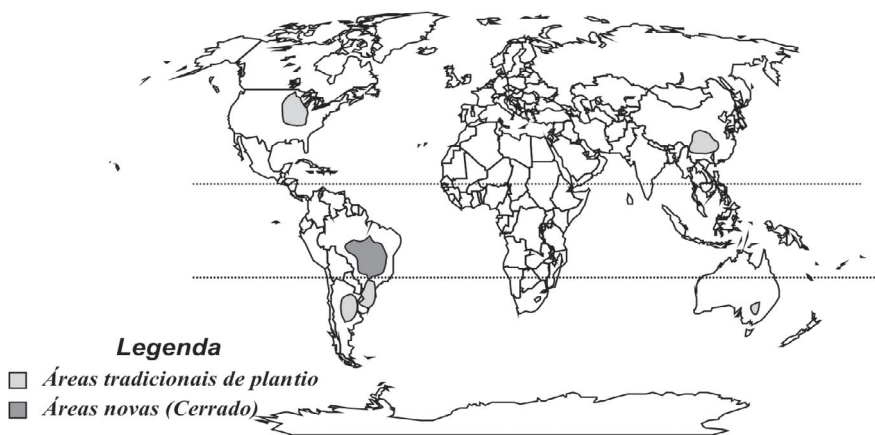 Legenda
Áreas tradicionais de plantio
Áreas novas (Cerrado)